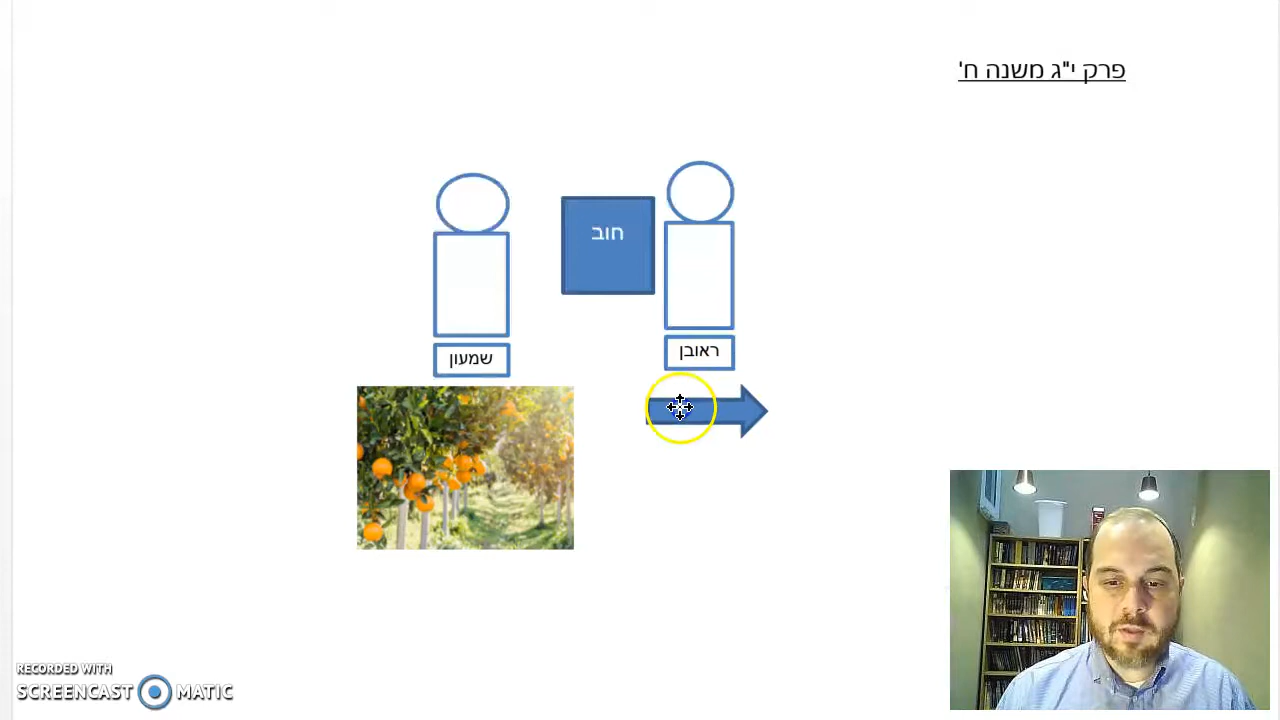 פרק י"ג משנה ח'
חוב
ראובן
שמעון
RECORDED WITH
SCREENCAST MATIC